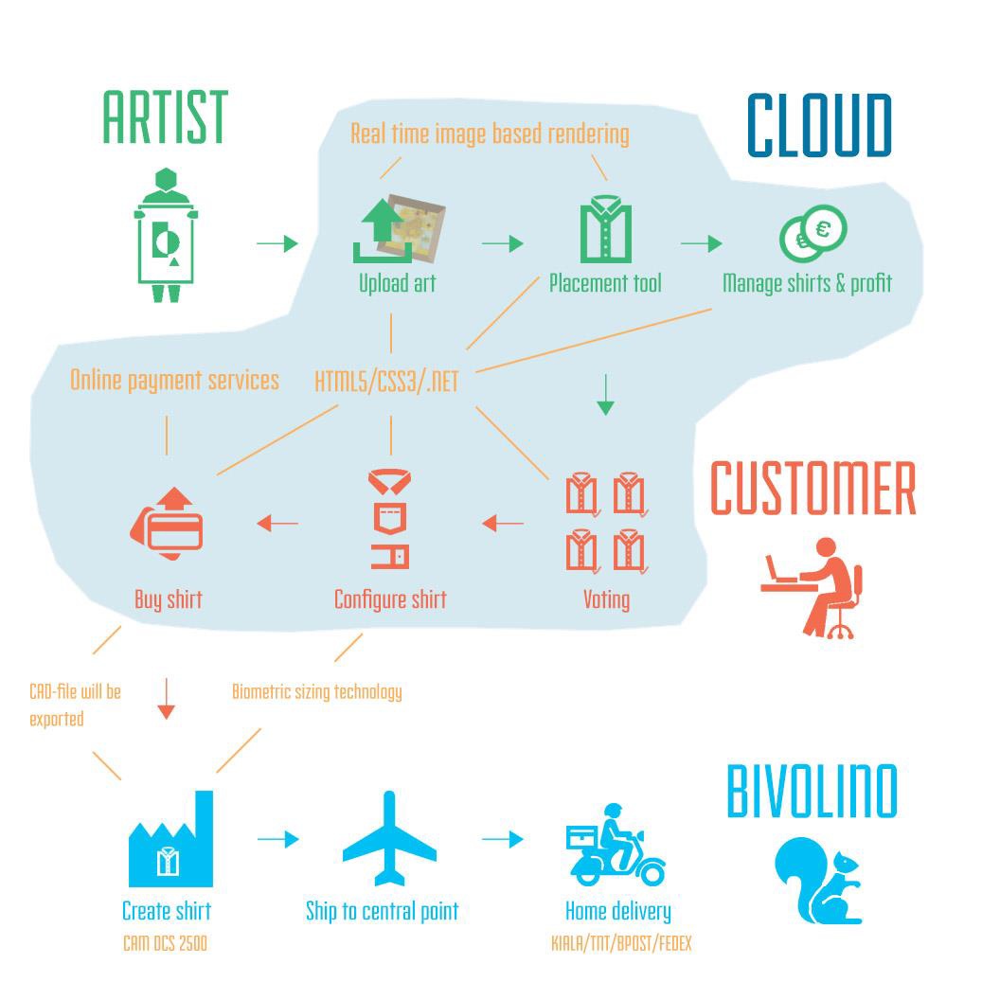 ARTIST
CLOUD
Real time image based rendering
Upload art
Placement tool
€
€
Manage shirts & profit
Online payment services
HTML5/CSS3/.NET
CUSTOMER
Buy shirt
Configure shirt
Voting
CAD-file will be
exported
Biometric sizing technology
BIVOLINO
Create shirt
Ship to central point
Home delivery
CAM DCS 2500
KIALA/TNT/BPOST/FEDEX